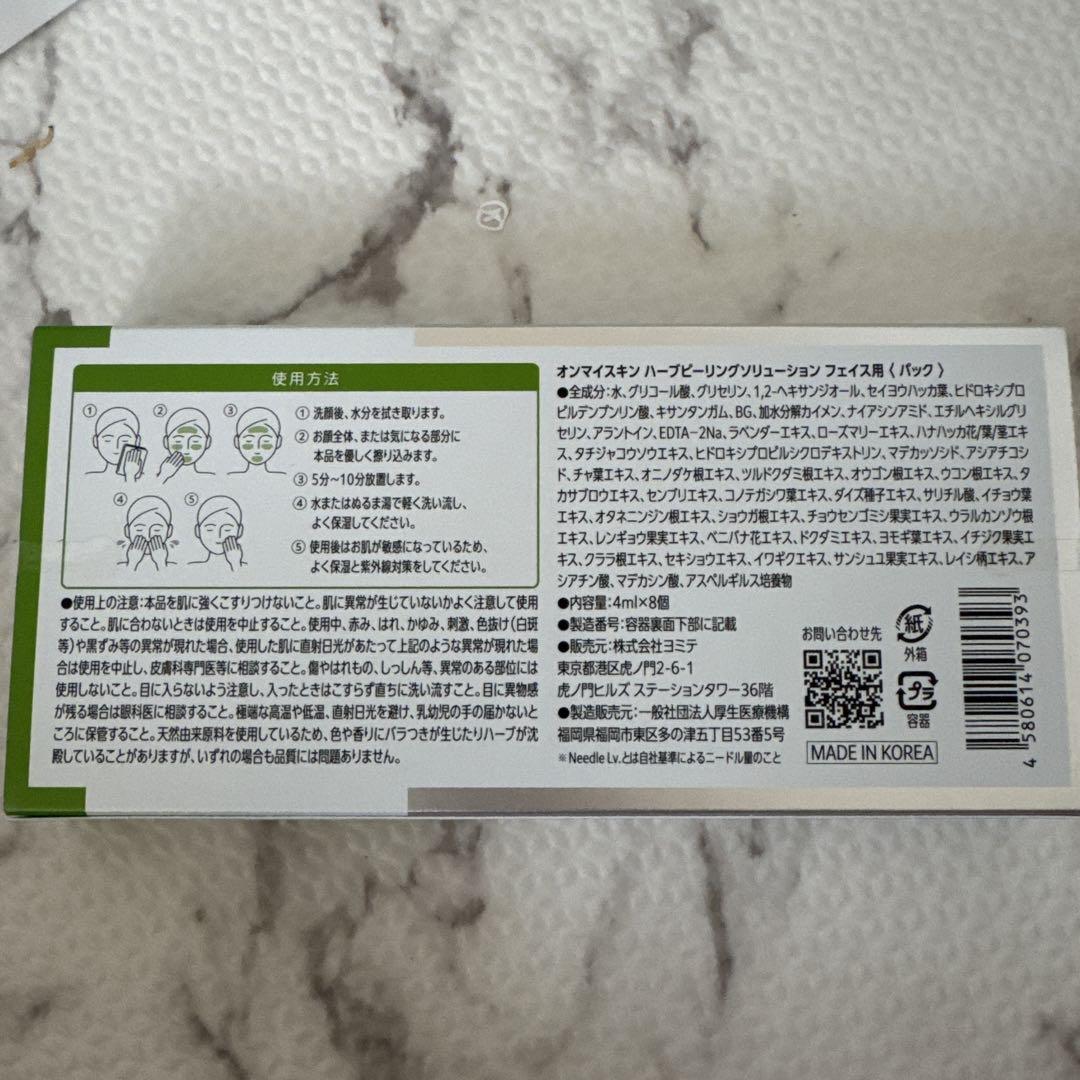 使用方法
① 洗顔後、水分を拭き取ります。
② お顔全体、または気になる部分に
本品を優しく擦り込みます。
③ 5分~10分放置します。
④ 水またはぬるま湯で軽く洗い流し、
よく保湿してください。
⑤ 使用後はお肌が敏感になっているため、
よく保湿と紫外線対策をしてください。
①
②
③
④
⑤
●使用上の注意:本品を肌に強くこすりつけないこと。肌に異常が生じていないかよく注意して使用
すること。肌に合わないときは使用を中止すること。使用中、赤み、はれ、かゆみ、刺激、色抜け(白斑
等)や黒ずみ等の異常が現れた場合、使用した肌に直射日光があたって上記のような異常が現れた場
合は使用を中止し、皮膚科専門医等に相談すること。傷やはれもの、しっしん等、異常のある部位には
使用しないこと。目に入らないよう注意し、入ったときはこすらず直ちに洗い流すこと。目に異物感
が残る場合は眼科医に相談すること。極端な高温や低温、直射日光を避け、乳幼児の手の届かないと
ころに保管すること。天然由来原料を使用しているため、色や香りにバラつきが生じたりハーブが沈
殿していることがありますが、いずれの場合も品質には問題ありません。
オンマイスキン ハーブピーリングソリューション フェイス用〈 パック 〉
●全成分:水、グリコール酸、グリセリン、1,2-ヘキサンジオール、セイヨウハッカ葉、ヒドロキシプロ
ピルデンプンリン酸、キサンタンガム、BG、加水分解カイメン、ナイアシンアミド、エチルヘキシルグリ
セリン、アラントイン、EDTA-2Na、ラベンダーエキス、ローズマリーエキス、ハナハッカ花/葉/茎エキ
ス、タチジャコウソウエキス、ヒドロキシプロピルシクロデキストリン、マデカッソシド、アシアチコシ
ド、チャ葉エキス、オニノダケ根エキス、ツルドクダミ根エキス、オウゴン根エキス、ウコン根エキス、タ
カサブロウエキス、センブリエキス、コノテガシワ葉エキス、ダイズ種子エキス、サリチル酸、イチョウ葉
エキス、オタネニンジン根エキス、ショウガ根エキス、チョウセンゴミシ果実エキス、ウラルカンゾウ根
エキス、レンギョウ果実エキス、ベニバナ花エキス、ドクダミエキス、ヨモギ葉エキス、イチジク果実エ
キス、クララ根エキス、セキショウエキス、イワギクエキス、サンシュユ果実エキス、レイシ柄エキス、ア
シアチン酸、マデカシン酸、アスペルギルス培養物
●内容量:4ml×8個
●製造番号:容器裏面下部に記載
●販売元:株式会社ヨミテ
東京都港区虎ノ門2-6-1
虎ノ門ヒルズ ステーションタワー36階
●製造販売元:一般社団法人厚生医療機構
福岡県福岡市東区多の津五丁目53番5号
※Needle Lv.とは自社基準によるニードル量のこと
お問い合わせ先
紙
外箱
プラ
容器
MADE IN KOREA
4 580614 070393